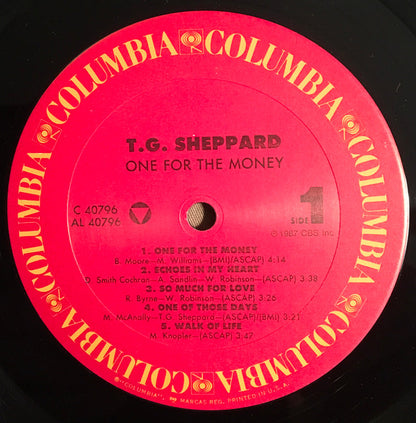 COLUMBIA COLUMBIA COLUMBIA COLUMBIA COLUMBIA COLUMBIA
T.G. SHEPPARD
ONE FOR THE MONEY
C 40796
AL 40796
SIDE 1
℗ 1987 CBS Inc.
1. ONE FOR THE MONEY
B. Moore—M. Williams—(BMI)/ASCAP) 4:14
2. ECHOES IN MY HEART
D. Smith Cochran—A. Sandlin—W. Robinson—(ASCAP) 3:38
3. SO MUCH FOR LOVE
R. Byrne—W. Robinson—(ASCAP) 3:26
4. ONE OF THOSE DAYS
M. McAnally—T.G. Sheppard—(ASCAP/BMI) 3:21
5. WALK OF LIFE
M. Knopfler—(ASCAP) 3:47
"COLUMBIA", MARCAS REG. PRINTED IN U.S.A.